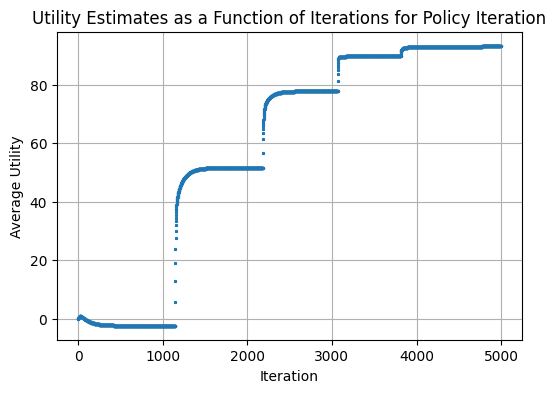 Utility Estimates as a Function of Iterations for Policy Iteration
Average Utility
80
60
40
20
0
0 1000 2000 3000 4000 5000
Iteration